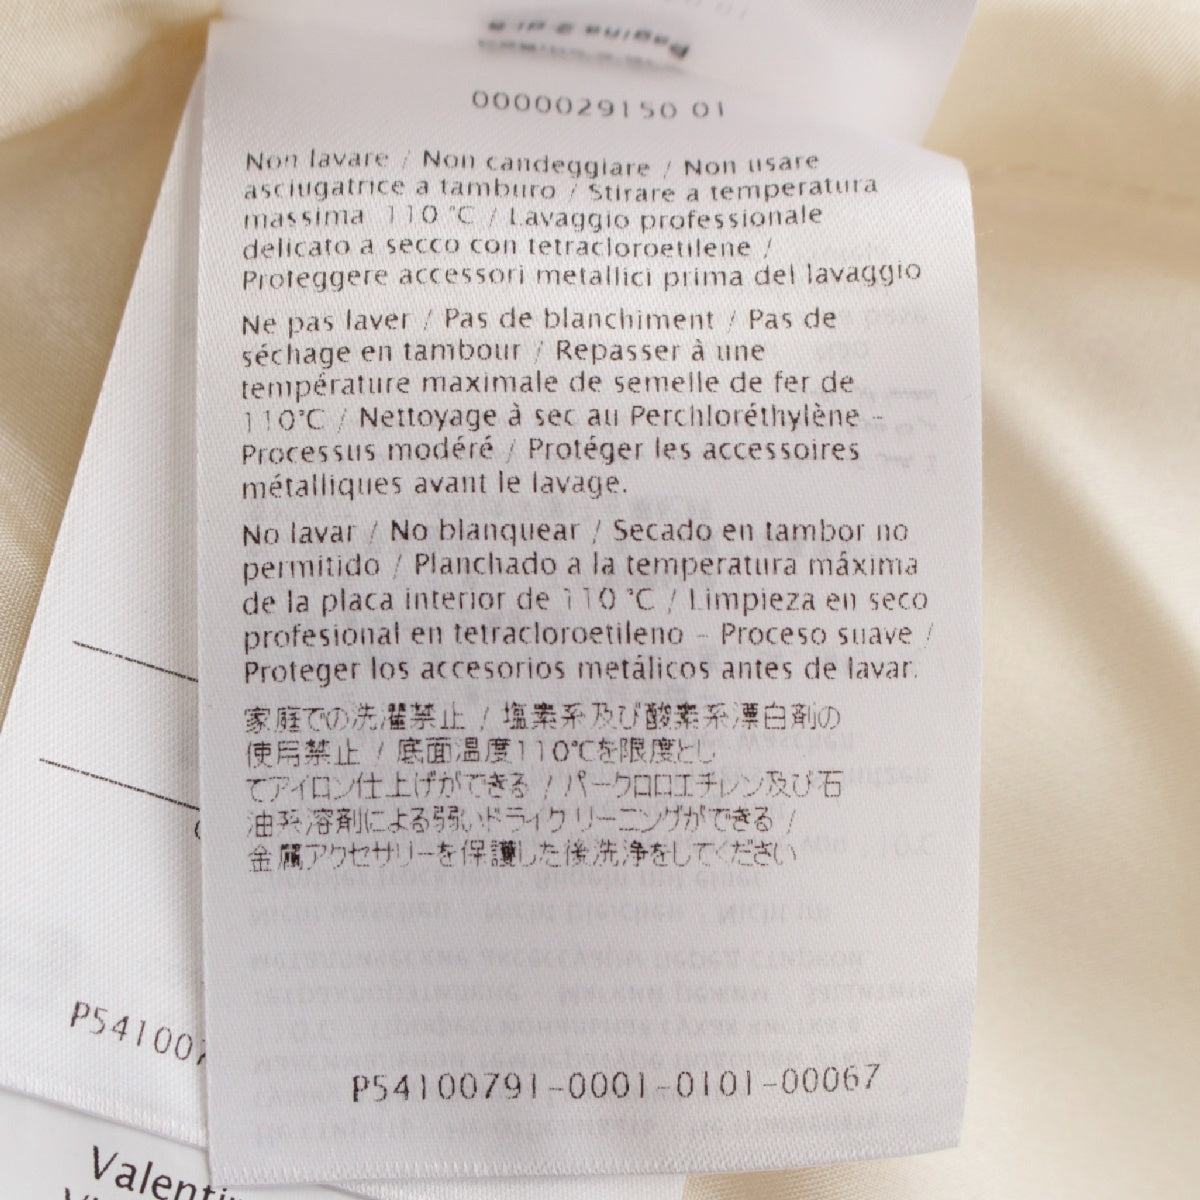 Pagina 2 di 8
0000029150 01
Non lavare / Non candeggiare / Non usare
asciugatrice a tamburo / Stirare a temperatura
massima 110 °C / Lavaggio professionale
delicato a secco con tetracloroetilene /
Proteggere accessori metallici prima del lavaggio
Ne pas laver / Pas de blanchiment / Pas de
séchage en tambour / Repasser à une
température maximale de semelle de fer de
110°C / Nettoyage à sec au Perchloréthylène -
Processus modéré / Protéger les accessoires
métalliques avant le lavage.
No lavar / No blanquear / Secado en tambor no
permitido / Planchado a la temperatura máxima
de la placa interior de 110 °C / Limpieza en seco
profesional en tetracloroetileno - Proceso suave /
Proteger los accesorios metálicos antes de lavar.
家庭での洗濯禁止 / 塩素系及び酸素系漂白剤の
使用禁止 / 底面温度110℃を限度とし
てアイロン仕上げができる / パークロロエチレン及び石
油系溶剤による弱いドライクリーニングができる /
金属アクセサリーを保護した後洗浄をしてください
P54100791-0001-0101-00067
P541007